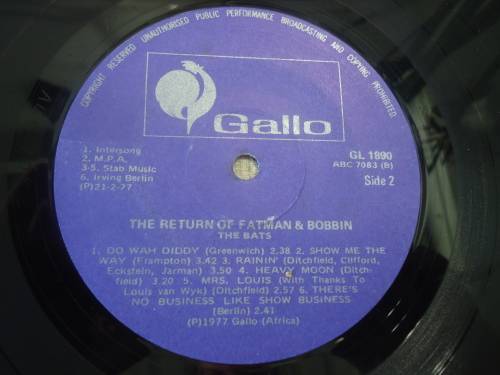 COPYRIGHT RESERVED UNAUTHORISED PUBLIC PERFORMANCE BROADCASTING AND COPYING PROHIBITED
Gallo
1. Intersong
2. M.P.A.
3-5. Stab Music
6. Irving Berlin
(P)21-2-77
GL 1890
ABC 7083 (B)
Side 2
THE RETURN OF FATMAN & BOBBIN
THE BATS
1. DO WAH DIDDY (Greenwich) 2.38 2. SHOW ME THE
WAY (Frampton) 3.42 3. RAININ' (Ditchfield, Clifford,
Eckstein, Jarman) 3.50 4. HEAVY MOON (Ditch-
field) 3.20 5. MRS. LOUIS (With Thanks To
Louis van Wyk) (Ditchfield) 2.57 6. THERE'S
NO BUSINESS LIKE SHOW BUSINESS
(Berlin) 2.41
(P)1977 Gallo (Africa)